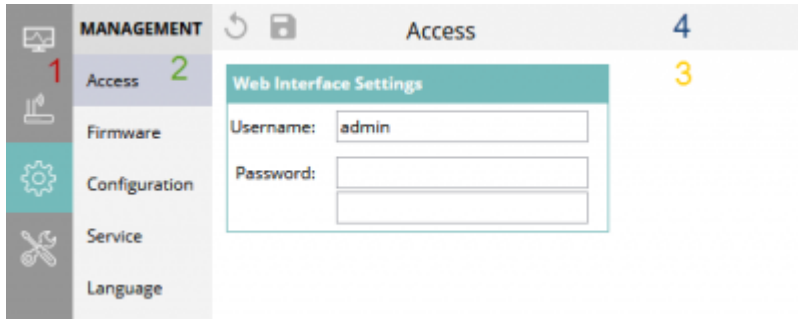 MANAGEMENT
Access
4
1
Access
2
Web Interface Settings
3
Firmware
Username:
admin
Configuration
Password:
Service
Language